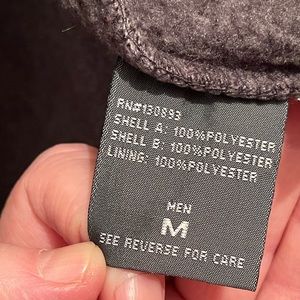 RN#130893
SHELL A: 100%POLYESTER
SHELL B: 100%POLYESTER
LINING: 100%POLYESTER
MEN
M
SEE REVERSE FOR CARE